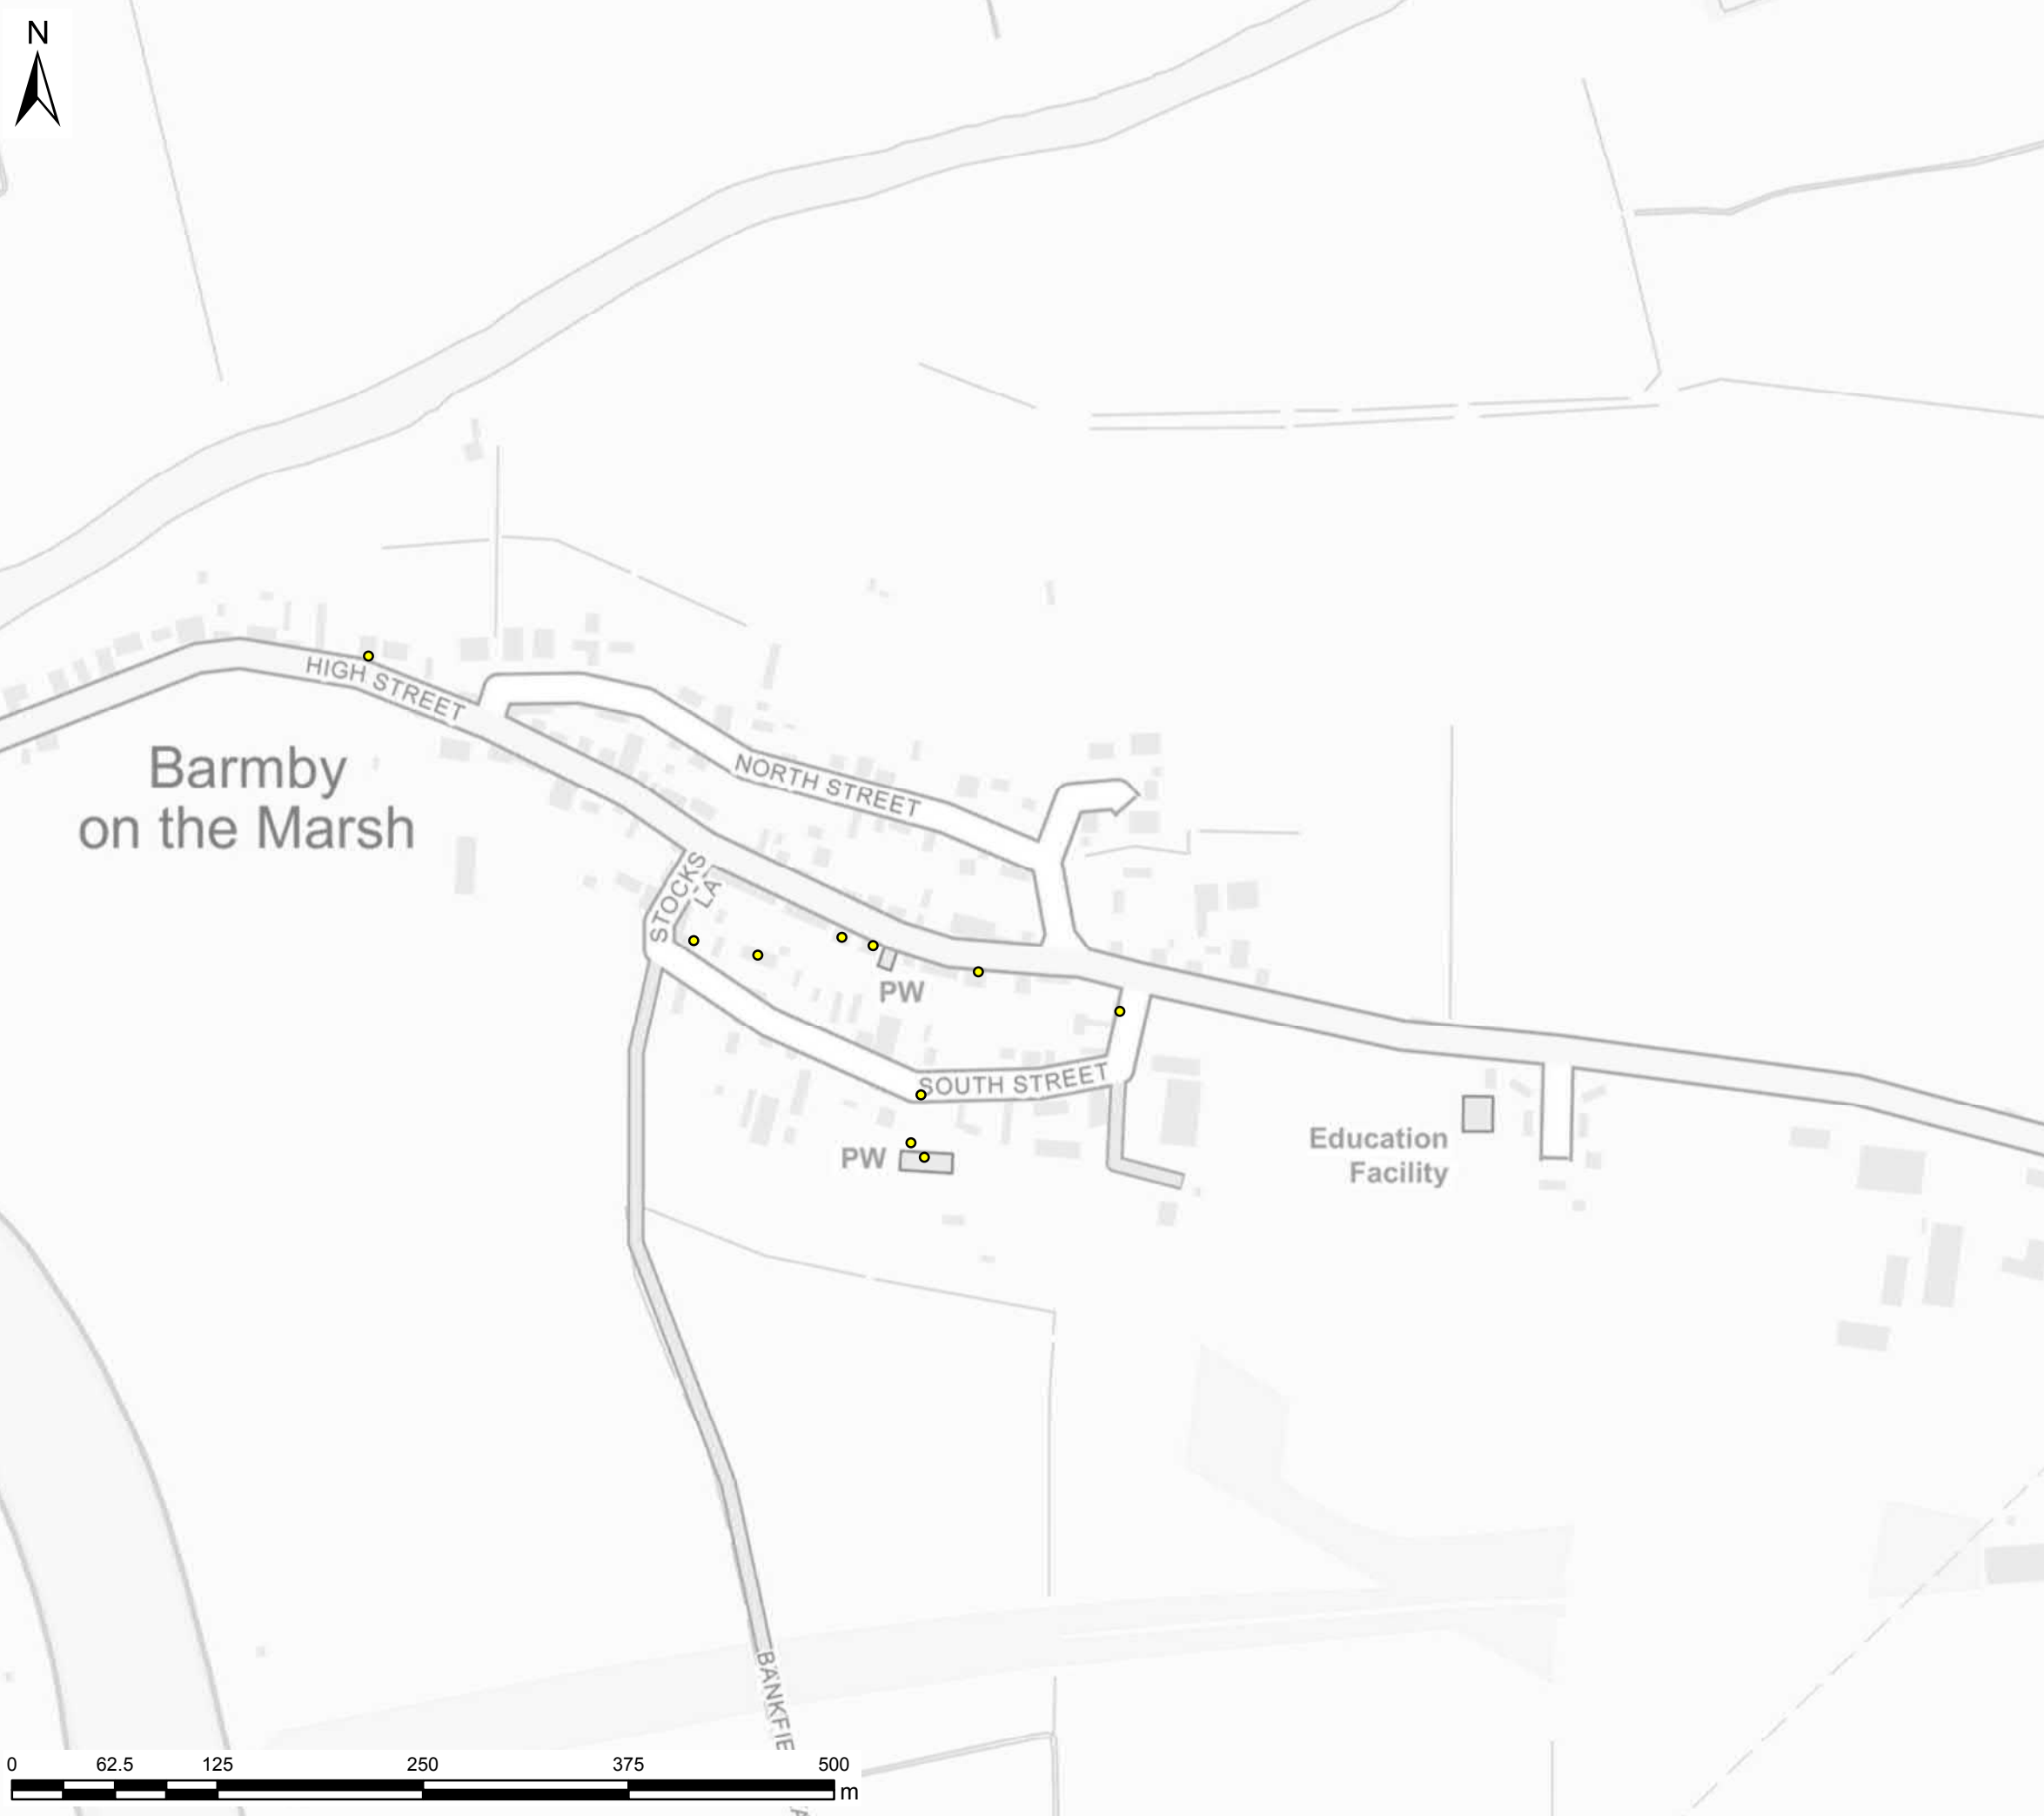 N
HIGH STREET
Barmby
on the Marsh
NORTH STREET
STOCKS
LA
PW
SOUTH STREET
PW
Education
Facility
BANKFIE
0 62.5 125 250 375 500
m